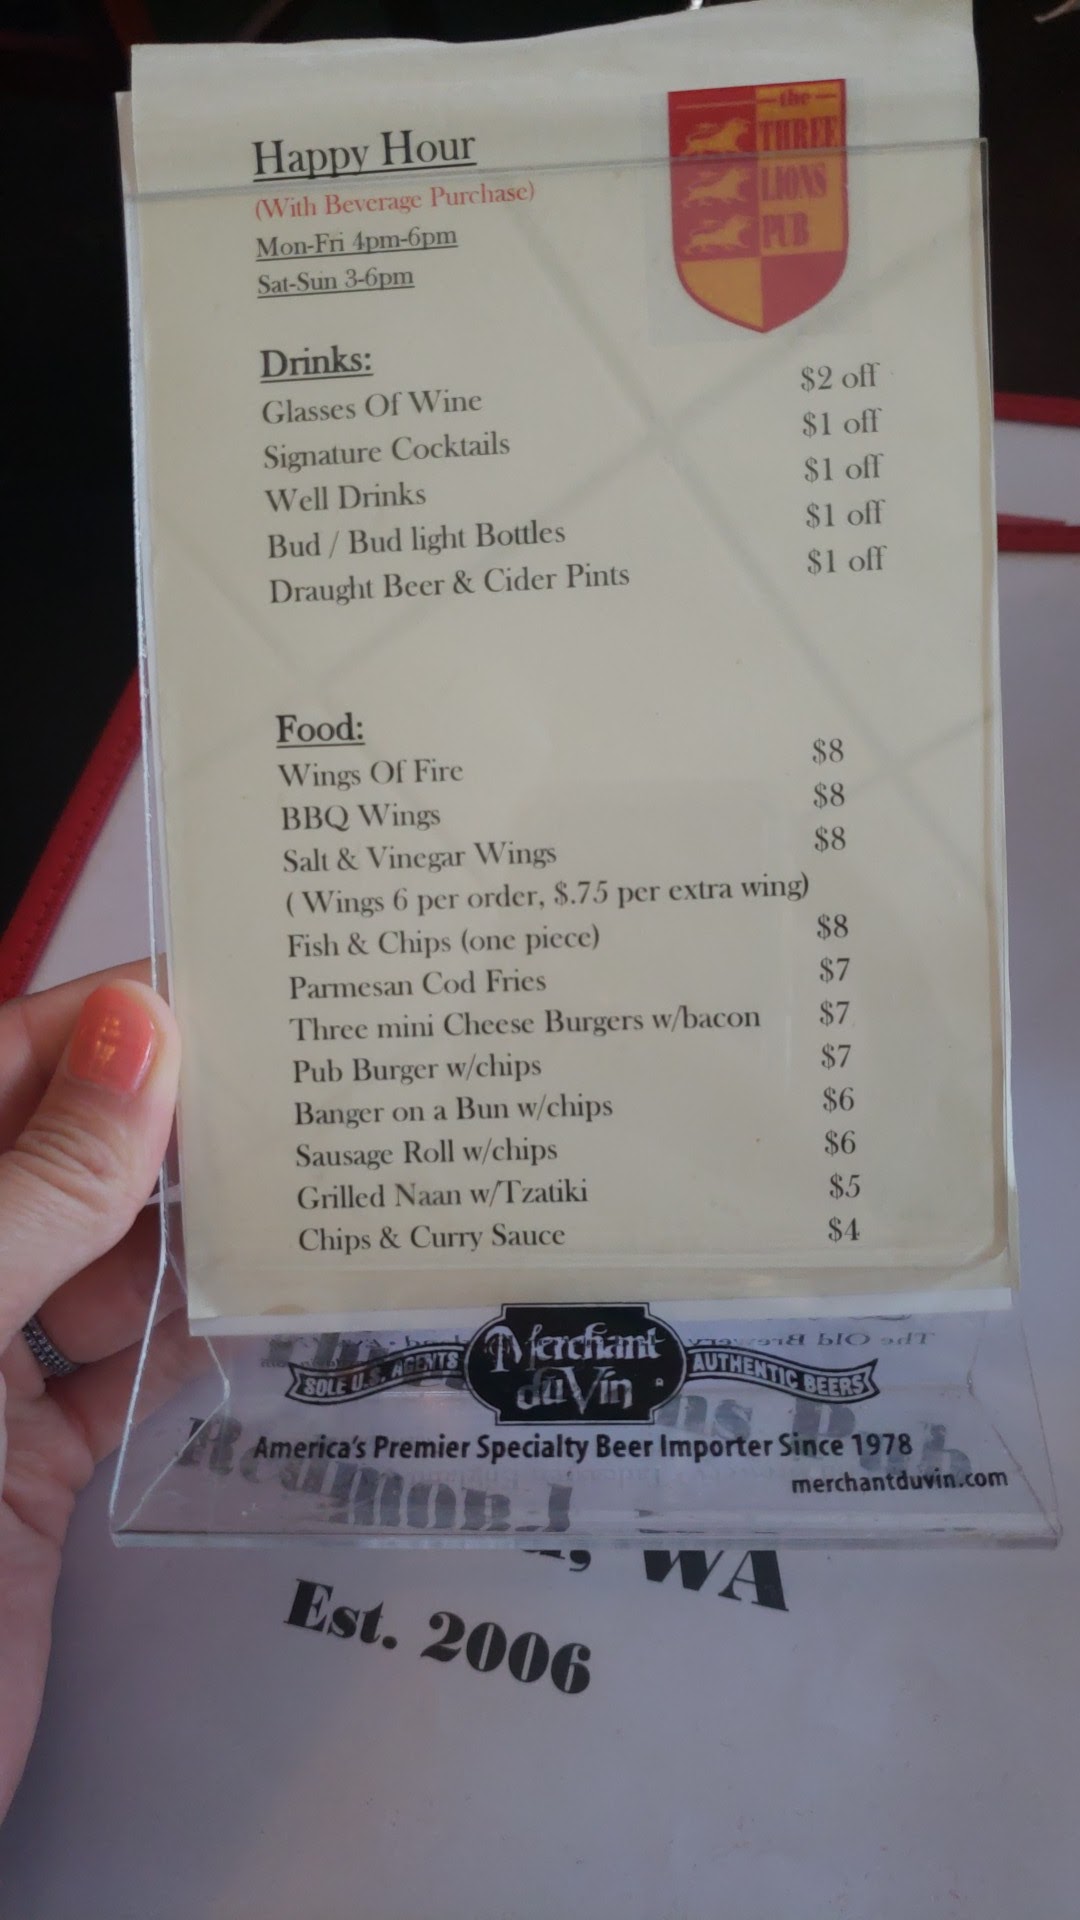 the
THREE
LIONS
PUB
Happy Hour
(With Beverage Purchase)
Mon-Fri 4pm-6pm
Sat-Sun 3-6pm
Drinks:
Glasses Of Wine $2 off
Signature Cocktails $1 off
Well Drinks $1 off
Bud / Bud light Bottles $1 off
Draught Beer & Cider Pints $1 off
Food:
Wings Of Fire $8
BBQ Wings $8
Salt & Vinegar Wings $8
( Wings 6 per order, $.75 per extra wing)
Fish & Chips (one piece) $8
Parmesan Cod Fries $7
Three mini Cheese Burgers w/bacon $7
Pub Burger w/chips $7
Banger on a Bun w/chips $6
Sausage Roll w/chips $6
Grilled Naan w/Tzatiki $5
Chips & Curry Sauce $4
Merchant
du Vin
SOLE U.S. AGENTS
AUTHENTIC BEERS
America's Premier Specialty Beer Importer Since 1978
merchantduvin.com
WA
Est. 2006